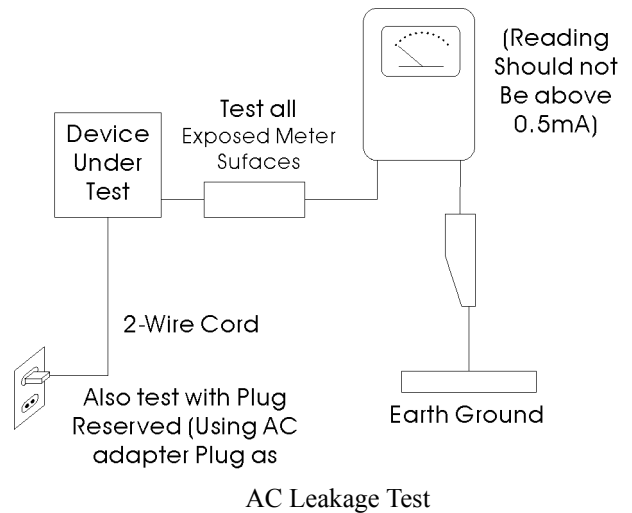 (Reading
Should not
Be above
0.5mA)
Test all
Exposed Meter
Sufaces
Device
Under
Test
2-Wire Cord
Also test with Plug
Reserved (Using AC
adapter Plug as
Earth Ground
AC Leakage Test